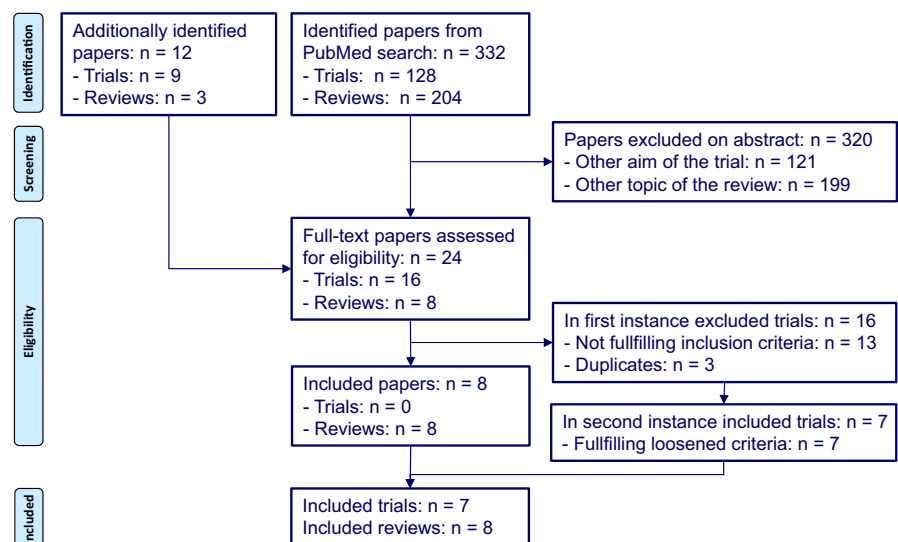 Identification
Additionally identified
papers: n = 12
- Trials: n = 9
- Reviews: n = 3
Identified papers from
PubMed search: n = 332
- Trials: n = 128
- Reviews: n = 204
Screening
Papers excluded on abstract: n = 320
- Other aim of the trial: n = 121
- Other topic of the review: n = 199
Eligibility
Full-text papers assessed
for eligibility: n = 24
- Trials: n = 16
- Reviews: n = 8
In first instance excluded trials: n = 16
- Not fullfilling inclusion criteria: n = 13
- Duplicates: n = 3
Included papers: n = 8
- Trials: n = 0
- Reviews: n = 8
In second instance included trials: n = 7
- Fullfilling loosened criteria: n = 7
ncluded
Included trials: n = 7
Included reviews: n = 8